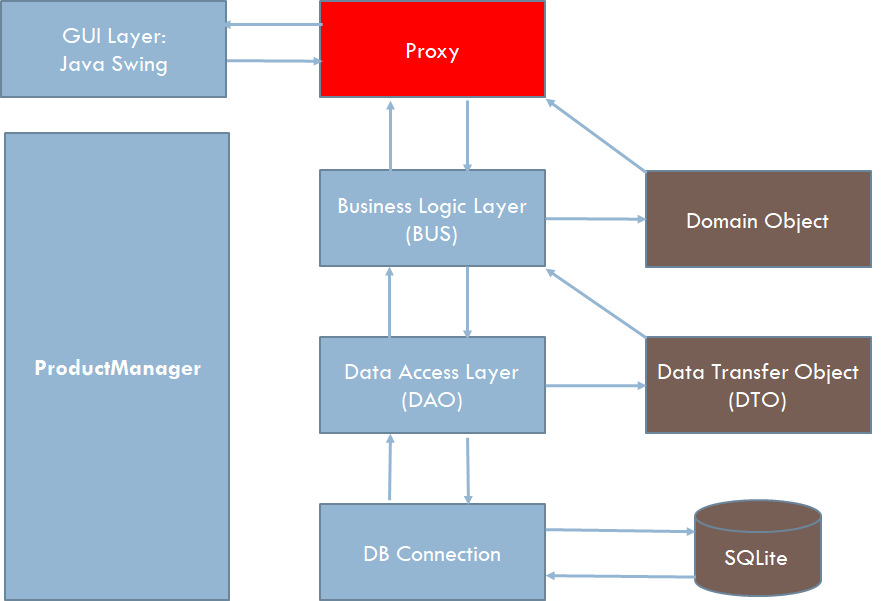 GUI Layer:
Java Swing
Proxy
Business Logic Layer
(BUS)
Domain Object
ProductManager
Data Access Layer
(DAO)
Data Transfer Object
(DTO)
DB Connection
SQLite